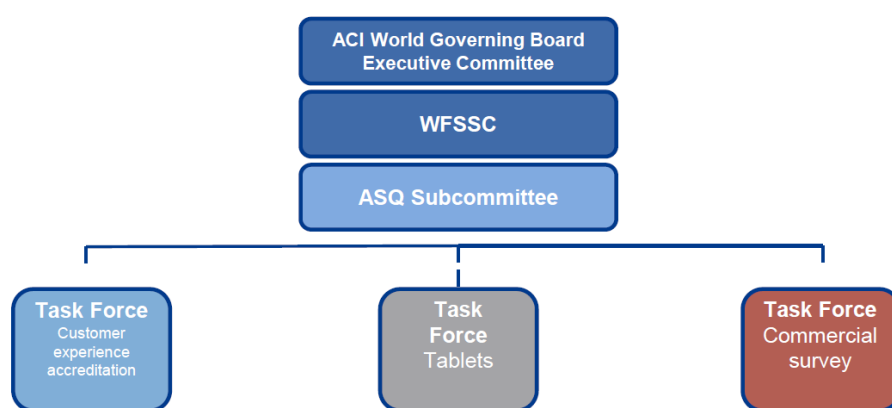 ACI World Governing Board
Executive Committee
WFSSC
ASQ Subcommittee
Task Force
Customer
experience
accreditation
Task
Force
Tablets
Task Force
Commercial
survey